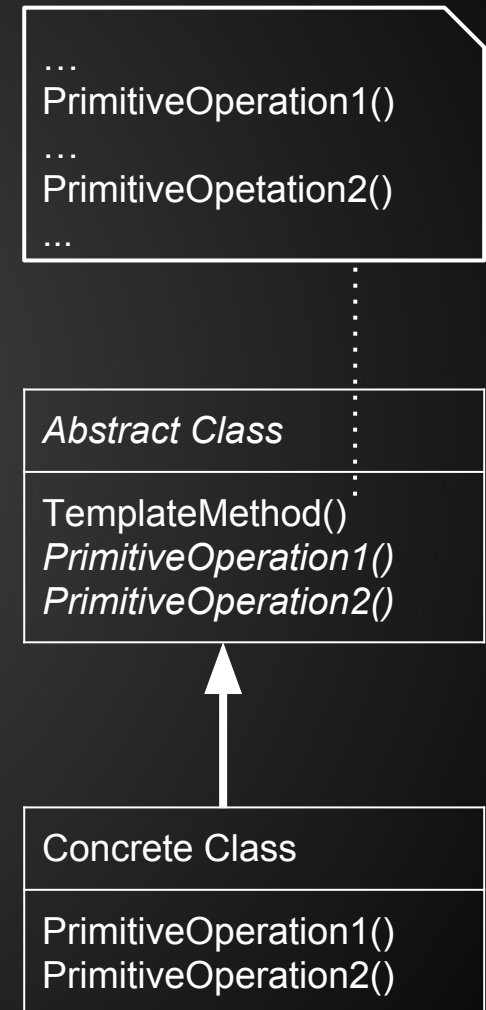 …
PrimitiveOperation1()
…
PrimitiveOpetation2()
...
Abstract Class
TemplateMethod()
PrimitiveOperation1()
PrimitiveOperation2()
Concrete Class
PrimitiveOperation1()
PrimitiveOperation2()